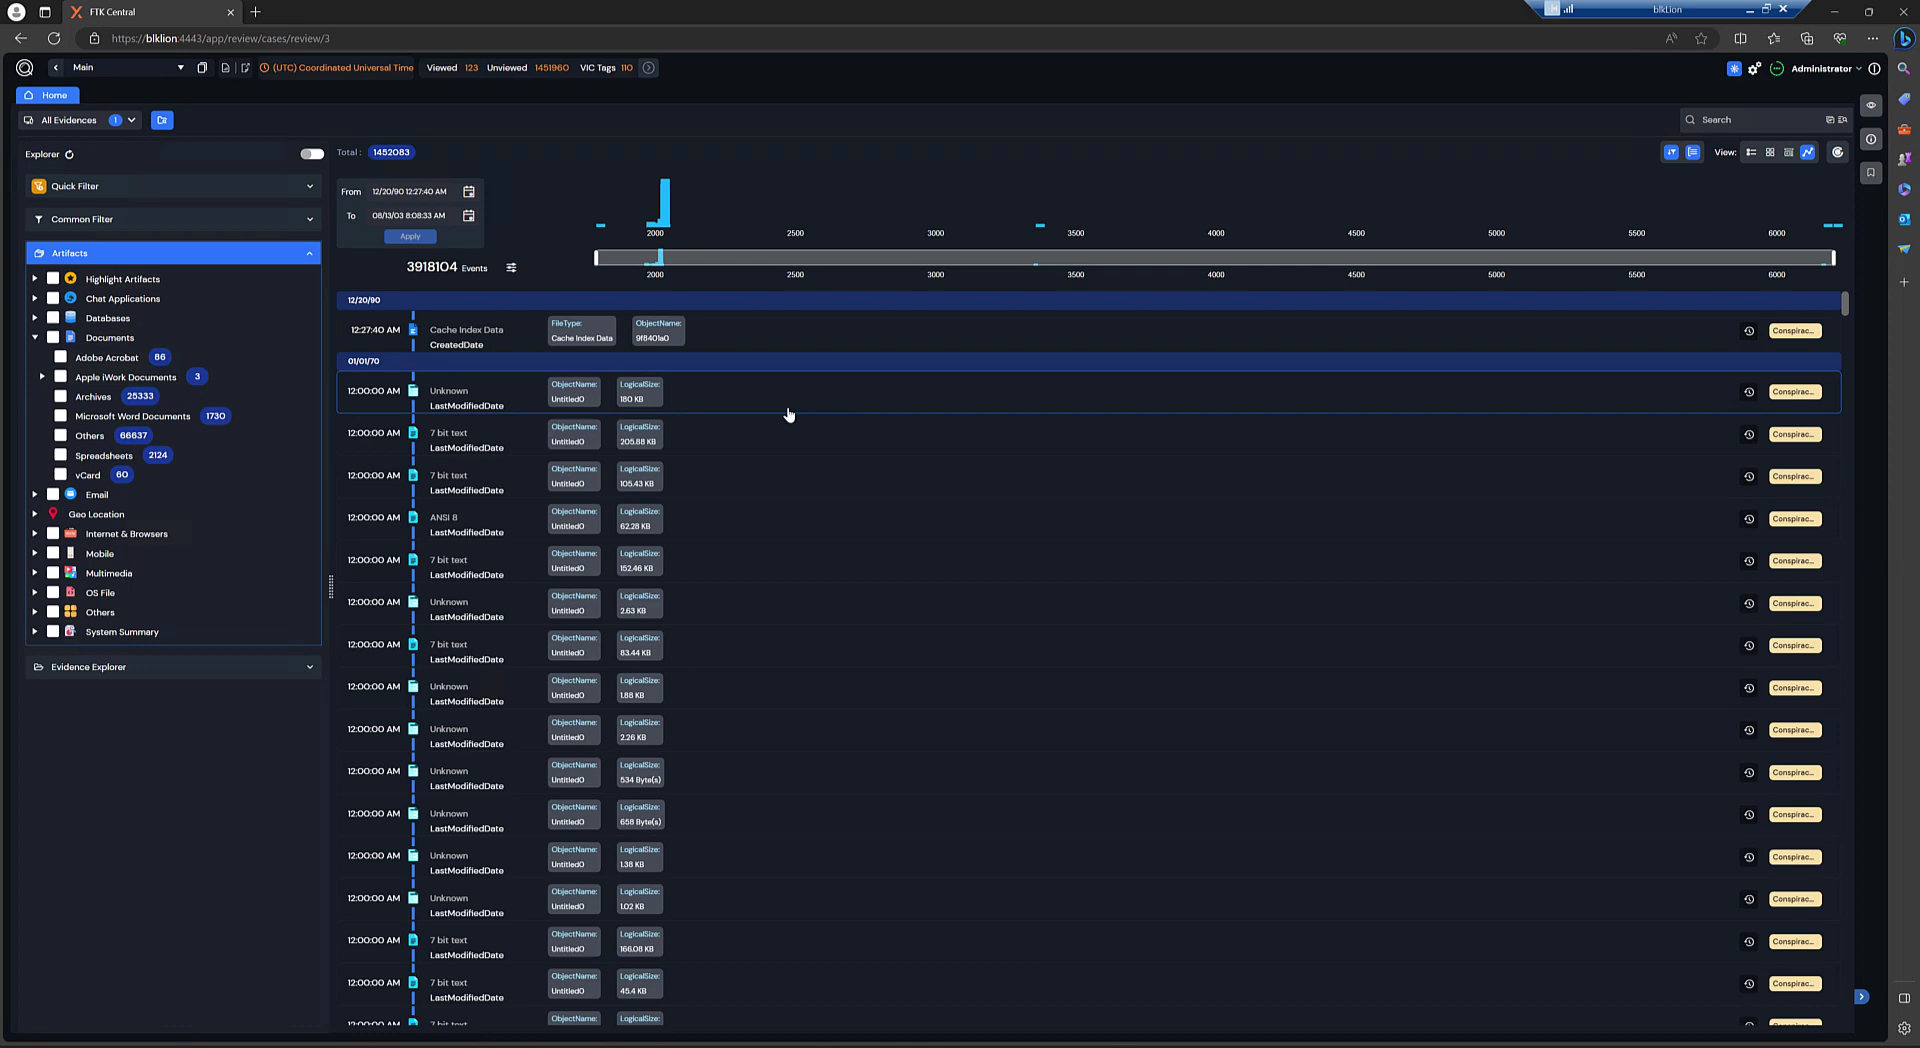 FTK Central
blkLion
https://blklion:4443/app/review/cases/review/3
Main
(UTC) Coordinated Universal Time
Viewed 123 Unviewed 1451960 VIC Tags 110
Administrator
Home
All Evidences 1
Search
Explorer
Total : 1452083
View:
Quick Filter
Common Filter
Artifacts
Highlight Artifacts
Chat Applications
Databases
Documents
Adobe Acrobat 86
Apple iWork Documents 3
Archives 25333
Microsoft Word Documents 1730
Others 66637
Spreadsheets 2124
vCard 60
Email
Geo Location
Internet & Browsers
Mobile
Multimedia
OS File
Others
System Summary
Evidence Explorer
From 12/20/90 12:27:40 AM
To 08/13/03 8:08:33 AM
Apply
3918104 Events
2000 2500 3000 3500 4000 4500 5000 5500 6000
2000 2500 3000 3500 4000 4500 5000 5500 6000
12/20/90
12:27:40 AM Cache Index Data FileType: ObjectName: Conspirac...
CreatedDate Cache Index Data 9f8401a0
01/01/70
12:00:00 AM Unknown ObjectName: LogicalSize: Conspirac...
LastModifiedDate Untitled0 180 KB
12:00:00 AM 7 bit text ObjectName: LogicalSize: Conspirac...
LastModifiedDate Untitled0 205.88 KB
12:00:00 AM 7 bit text ObjectName: LogicalSize: Conspirac...
LastModifiedDate Untitled0 105.43 KB
12:00:00 AM ANSI 8 ObjectName: LogicalSize: Conspirac...
LastModifiedDate Untitled0 62.28 KB
12:00:00 AM 7 bit text ObjectName: LogicalSize: Conspirac...
LastModifiedDate Untitled0 152.46 KB
12:00:00 AM Unknown ObjectName: LogicalSize: Conspirac...
LastModifiedDate Untitled0 2.63 KB
12:00:00 AM 7 bit text ObjectName: LogicalSize: Conspirac...
LastModifiedDate Untitled0 83.44 KB
12:00:00 AM Unknown ObjectName: LogicalSize: Conspirac...
LastModifiedDate Untitled0 1.88 KB
12:00:00 AM Unknown ObjectName: LogicalSize: Conspirac...
LastModifiedDate Untitled0 2.26 KB
12:00:00 AM Unknown ObjectName: LogicalSize: Conspirac...
LastModifiedDate Untitled0 534 Byte(s)
12:00:00 AM Unknown ObjectName: LogicalSize: Conspirac...
LastModifiedDate Untitled0 658 Byte(s)
12:00:00 AM Unknown ObjectName: LogicalSize: Conspirac...
LastModifiedDate Untitled0 1.38 KB
12:00:00 AM Unknown ObjectName: LogicalSize: Conspirac...
LastModifiedDate Untitled0 1.02 KB
12:00:00 AM 7 bit text ObjectName: LogicalSize: Conspirac...
LastModifiedDate Untitled0 166.08 KB
12:00:00 AM 7 bit text ObjectName: LogicalSize: Conspirac...
LastModifiedDate Untitled0 45.4 KB
12:00:00 AM 7 bit text ObjectName: LogicalSize: